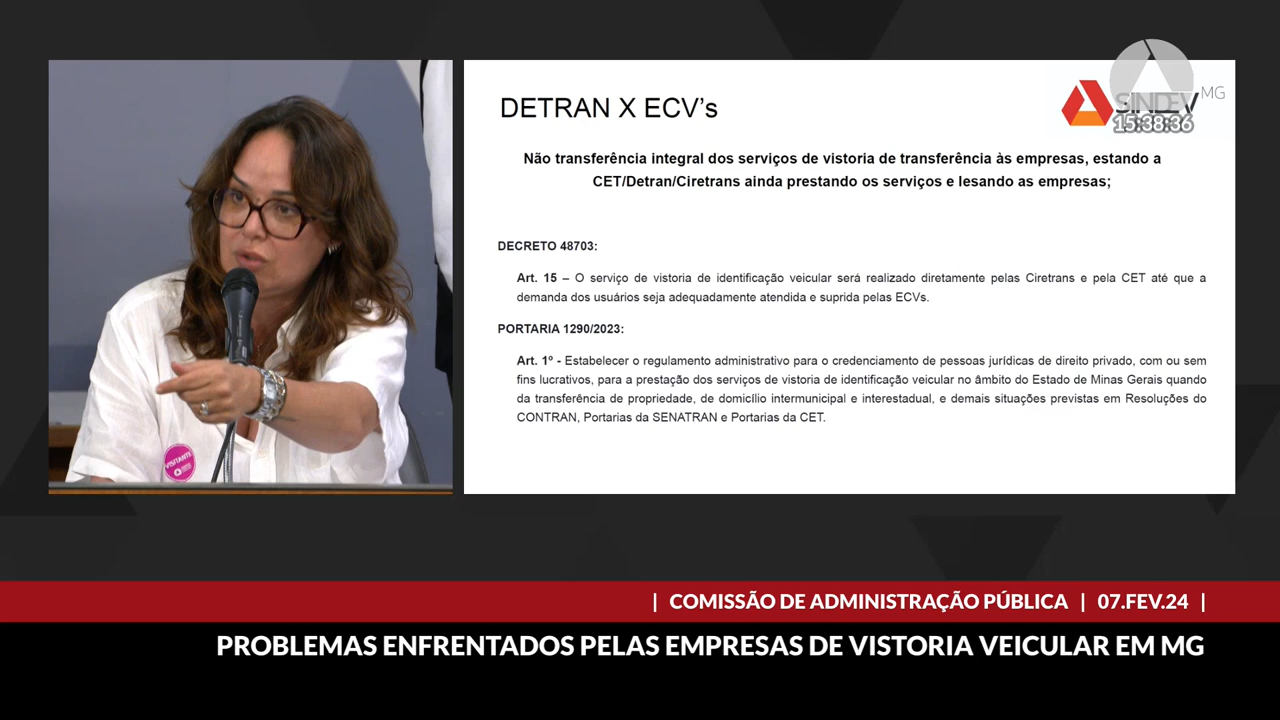 DETRAN X ECV's
SINDEV MG
15:38:36
Não transferência integral dos serviços de vistoria de transferência às empresas, estando a
CET/Detran/Ciretrans ainda prestando os serviços e lesando as empresas;
DECRETO 48703:
Art. 15 – O serviço de vistoria de identificação veicular será realizado diretamente pelas Ciretrans e pela CET até que a
demanda dos usuários seja adequadamente atendida e suprida pelas ECVs.
PORTARIA 1290/2023:
Art. 1º - Estabelecer o regulamento administrativo para o credenciamento de pessoas jurídicas de direito privado, com ou sem
fins lucrativos, para a prestação dos serviços de vistoria de identificação veicular no âmbito do Estado de Minas Gerais quando
da transferência de propriedade, de domicílio intermunicipal e interestadual, e demais situações previstas em Resoluções do
CONTRAN, Portarias da SENATRAN e Portarias da CET.
VISITANTE
| COMISSÃO DE ADMINISTRAÇÃO PÚBLICA | 07.FEV.24 |
PROBLEMAS ENFRENTADOS PELAS EMPRESAS DE VISTORIA VEICULAR EM MG